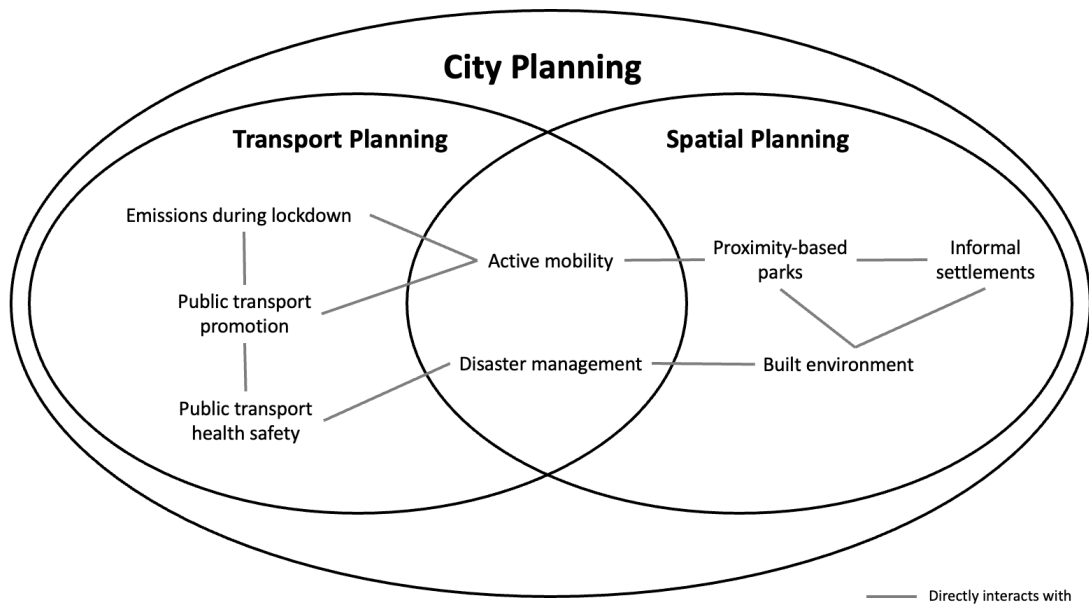 City Planning
Transport Planning
Spatial Planning
Emissions during lockdown
Public transport
promotion
Public transport
health safety
Active mobility
Disaster management
Proximity-based
parks
Informal
settlements
Built environment
Directly interacts with